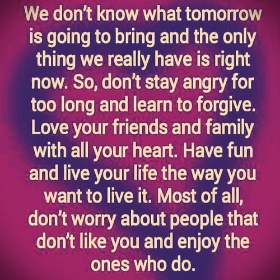 We don't know what tomorrow
is going to bring and the only
thing we really have is right
now. So, don't stay angry for
too long and learn to forgive.
Love your friends and family
with all your heart. Have fun
and live your life the way you
want to live it. Most of all,
don't worry about people that
don't like you and enjoy the
ones who do.